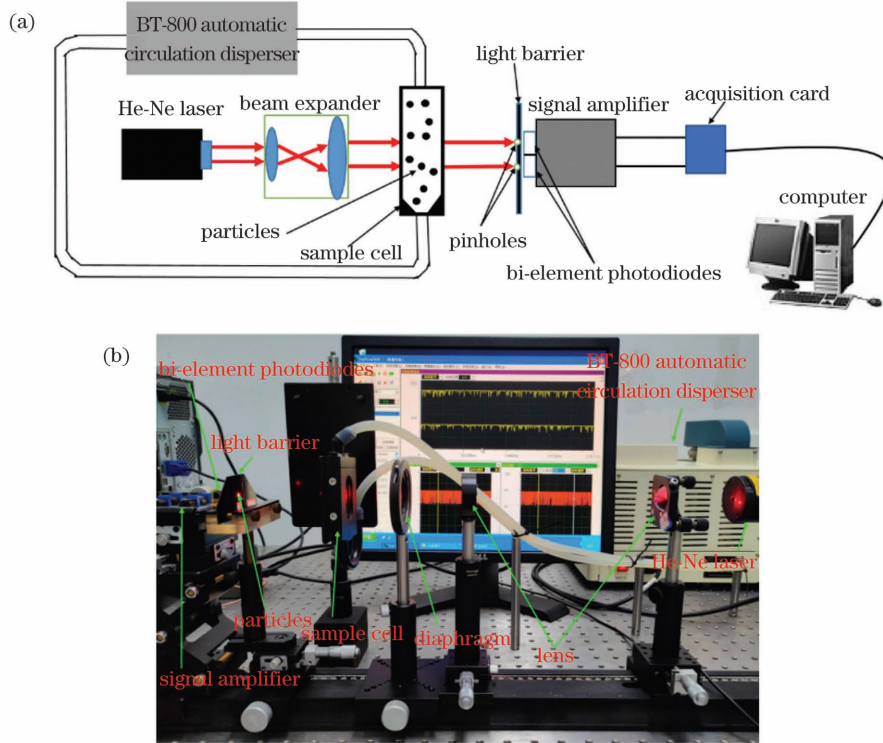 (a)
BT-800 automatic
circulation disperser
light barrier
He-Ne laser
beam expander
signal amplifier
acquisition card
computer
particles
sample cell
pinholes
bi-element photodiodes
(b)
bi-element photodiodes
BT-800 automatic
circulation disperser
light barrier
He-Ne laser
particles
sample cell
diaphragm
lens
signal amplifier